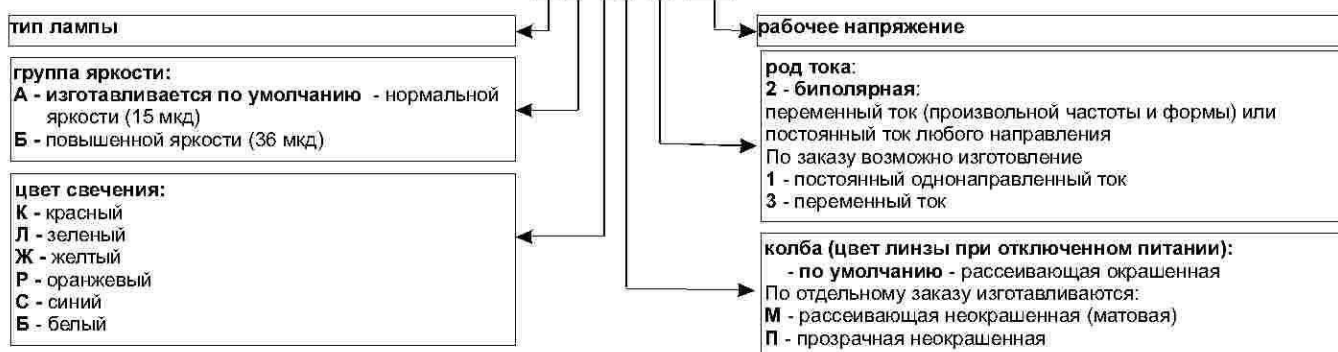 тип лампы
группа яркости:
А - изготавливается по умолчанию - нормальной
яркости (15 мкд)
Б - повышенной яркости (36 мкд)
цвет свечения:
К - красный
Л - зеленый
Ж - желтый
Р - оранжевый
С - синий
Б - белый
рабочее напряжение
род тока:
2 - биполярная:
переменный ток (произвольной частоты и формы) или
постоянный ток любого направления
По заказу возможно изготовление
1 - постоянный однонаправленный ток
3 - переменный ток
колба (цвет линзы при отключенном питании):
- по умолчанию - рассеивающая окрашенная
По отдельному заказу изготавливаются:
М - рассеивающая неокрашенная (матовая)
П - прозрачная неокрашенная